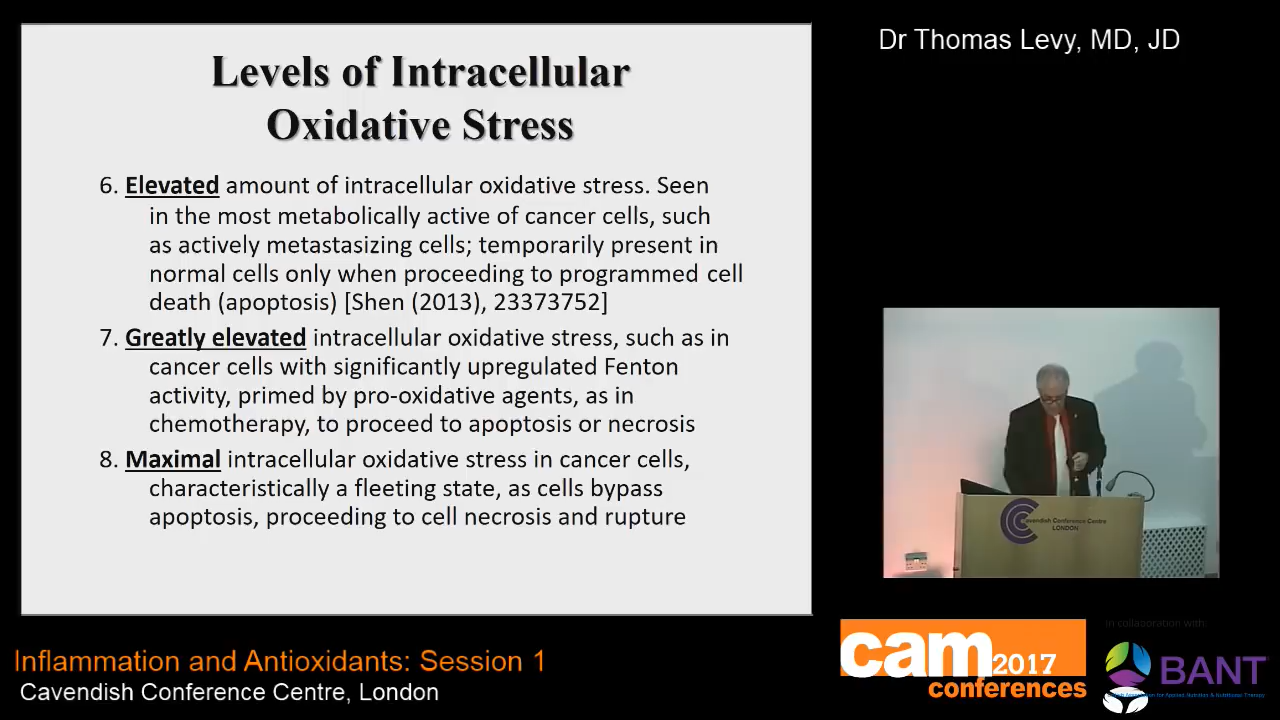 Dr Thomas Levy, MD, JD
Levels of Intracellular
Oxidative Stress
6. Elevated amount of intracellular oxidative stress. Seen
in the most metabolically active of cancer cells, such
as actively metastasizing cells; temporarily present in
normal cells only when proceeding to programmed cell
death (apoptosis) [Shen (2013), 23373752]
7. Greatly elevated intracellular oxidative stress, such as in
cancer cells with significantly upregulated Fenton
activity, primed by pro-oxidative agents, as in
chemotherapy, to proceed to apoptosis or necrosis
8. Maximal intracellular oxidative stress in cancer cells,
characteristically a fleeting state, as cells bypass
apoptosis, proceeding to cell necrosis and rupture
Cavendish Conference Centre
LONDON
Inflammation and Antioxidants: Session 1
Cavendish Conference Centre, London
cam 2017
conferences
In collaboration with:
BANT
Association for Applied Nutrition & Nutritional Therapy